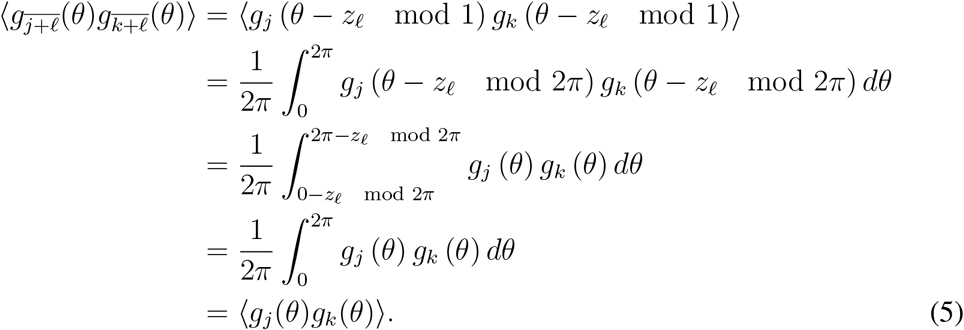 ⟨g_{\overline{j+ℓ}}(θ)g_{\overline{k+ℓ}}(θ)⟩ = ⟨g_j (θ − z_ℓ mod 1) g_k (θ − z_ℓ mod 1)⟩
= \frac{1}{2π} ∫_0^{2π} g_j (θ − z_ℓ mod 2π) g_k (θ − z_ℓ mod 2π) dθ
= \frac{1}{2π} ∫_{0−z_ℓ mod 2π}^{2π−z_ℓ mod 2π} g_j (θ) g_k (θ) dθ
= \frac{1}{2π} ∫_0^{2π} g_j (θ) g_k (θ) dθ
= ⟨g_j(θ)g_k(θ)⟩. (5)